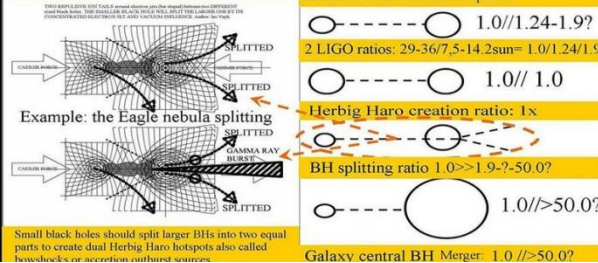 TWO REPULSIVE ION TAILS around electron jets (bar shaped) between two DIFFERENT
sized black holes. THE SMALLER BLACK HOLE WILL SPLIT THE LARGER ONE BY ITS
CONCENTRATED ELECTRON JET AND VACUUM INFLUENCE. Author: leo Vuyk
SPLITTED
CASIMIR FORCE
SPLITTED
Example: the Eagle nebula splitting
SPLITTED
GAMMA RAY
BURST
CASIMIR FORCE
SPLITTED
Small black holes should split larger BHs into two equal
parts to create dual Herbig Haro hotspots also called
bowshocks or accretion outburst sources
1.0//1.24-1.9?
2 LIGO ratios: 29-36/7,5-14.2sun= 1.0/1.24/1.9
1.0// 1.0
Herbig Haro creation ratio: 1x
BH splitting ratio 1.0>>1.9-?-50.0?
1.0//>50.0?
Galaxy central BH Merger: 1.0 //>50.0?